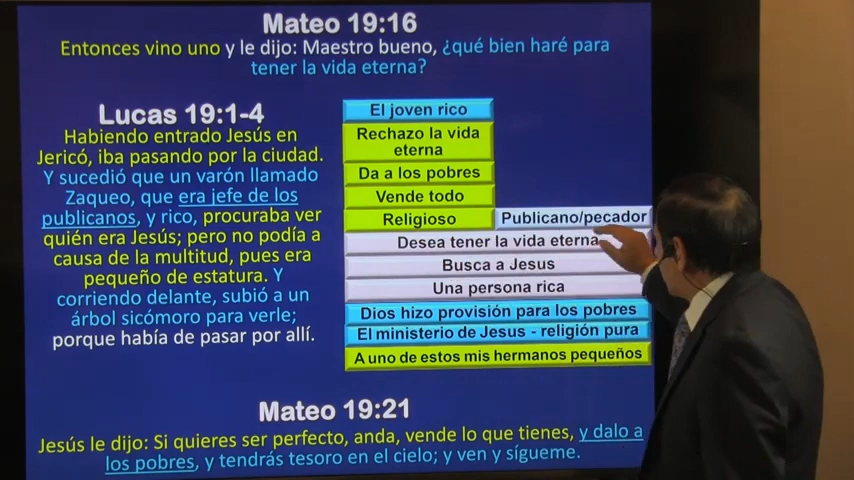 Mateo 19:16
Entonces vino uno y le dijo: Maestro bueno, ¿qué bien haré para
tener la vida eterna?
Lucas 19:1-4
Habiendo entrado Jesús en
Jericó, iba pasando por la ciudad.
Y sucedió que un varón llamado
Zaqueo, que era jefe de los
publicanos, y rico, procuraba ver
quién era Jesús; pero no podía a
causa de la multitud, pues era
pequeño de estatura. Y
corriendo delante, subió a un
árbol sicómoro para verle;
porque había de pasar por allí.
El joven rico
Rechazo la vida
eterna
Da a los pobres
Vende todo
Religioso
Publicano/pecador
Desea tener la vida eterna
Busca a Jesus
Una persona rica
Dios hizo provisión para los pobres
El ministerio de Jesus - religión pura
A uno de estos mis hermanos pequeños
Mateo 19:21
Jesús le dijo: Si quieres ser perfecto, anda, vende lo que tienes, y dalo a
los pobres, y tendrás tesoro en el cielo; y ven y sígueme.